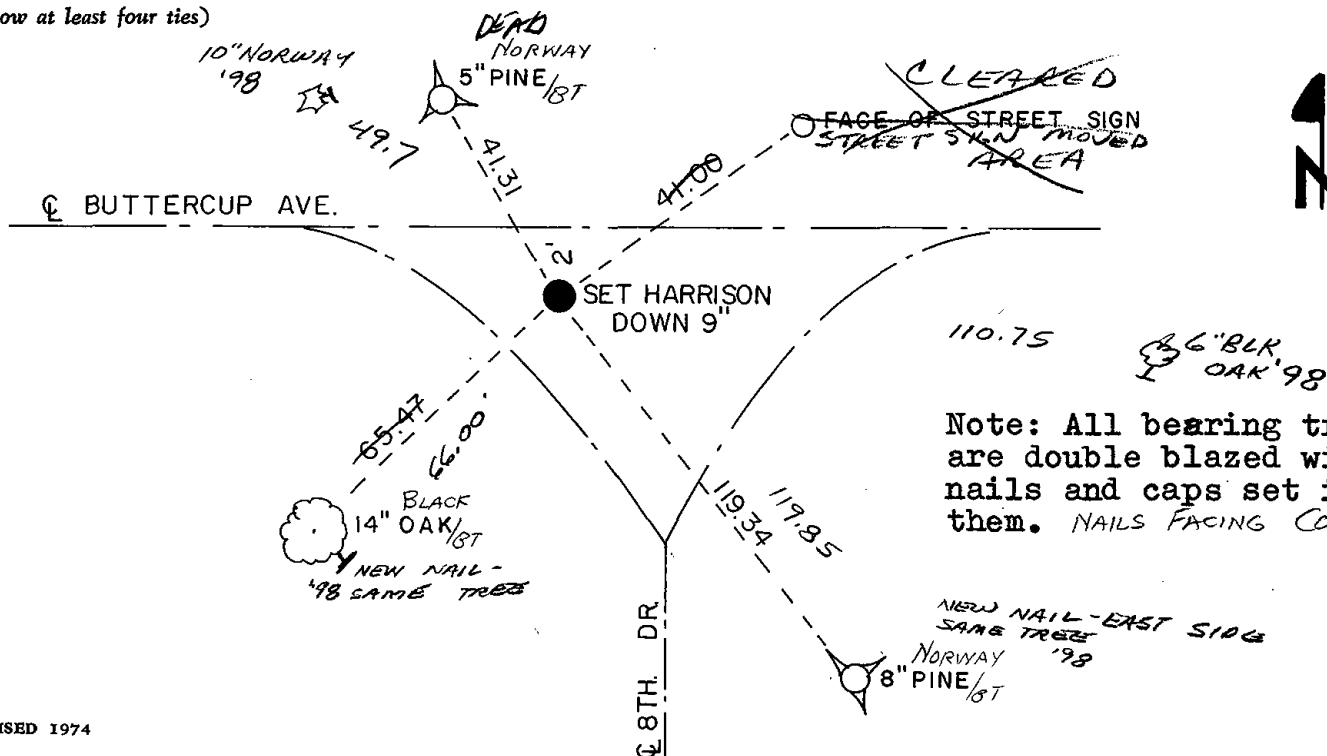 ow at least four ties)
10" NORWAY
'98
49.7
DEAD
NORWAY
5" PINE/BT
41.31
CLEARED
FACE OF STREET SIGN
STREET SIGN MOVED
AREA
41.00
N
℄ BUTTERCUP AVE.
2'
SET HARRISON
DOWN 9"
110.75
6" BLK
OAK '98
65.47
66.00'
BLACK
14" OAK/BT
NEW NAIL-
'98 SAME TREE
119.34
119.85
Note: All bearing tr
are double blazed wi
nails and caps set i
them. NAILS FACING CO
NEW NAIL-EAST SIDE
SAME TREE
'98
NORWAY
8" PINE/BT
℄ 8TH. DR.
ISED 1974